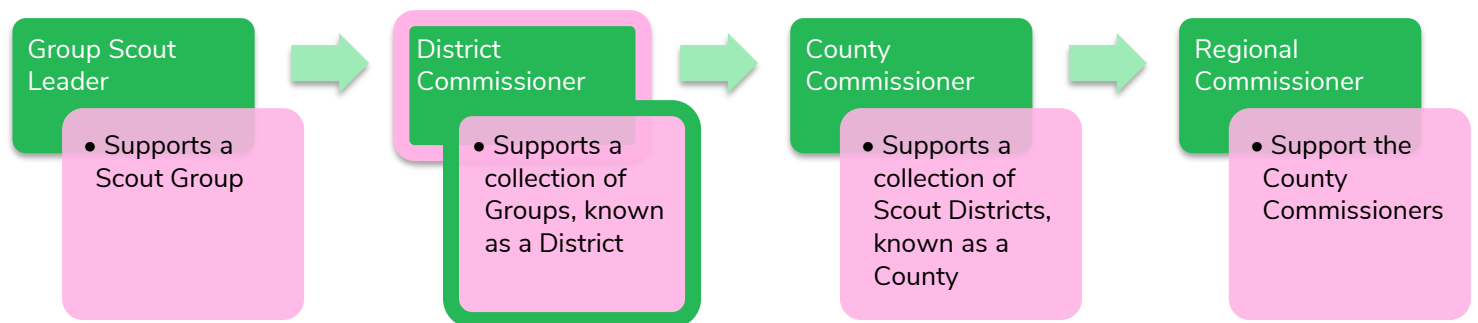 Group Scout
Leader
• Supports a
Scout Group
District
Commissioner
• Supports a
collection of
Groups, known
as a District
County
Commissioner
• Supports a
collection of
Scout Districts,
known as a
County
Regional
Commissioner
• Support the
County
Commissioners